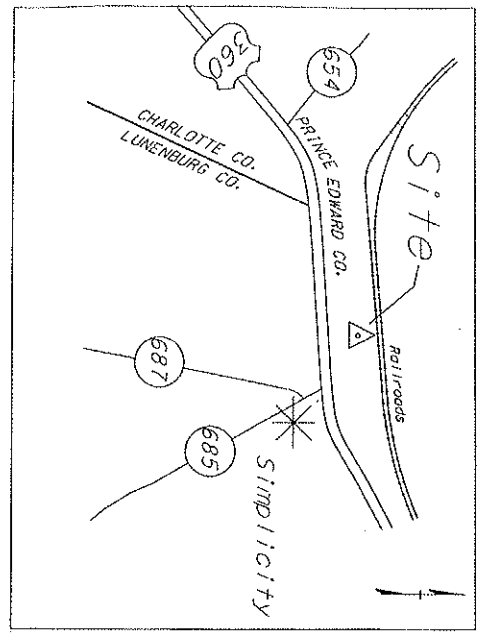 360
654
CHARLOTTE CO.
LUNENBURG CO.
PRINCE EDWARD CO.
Site
Railroads
687
685
Simplicity